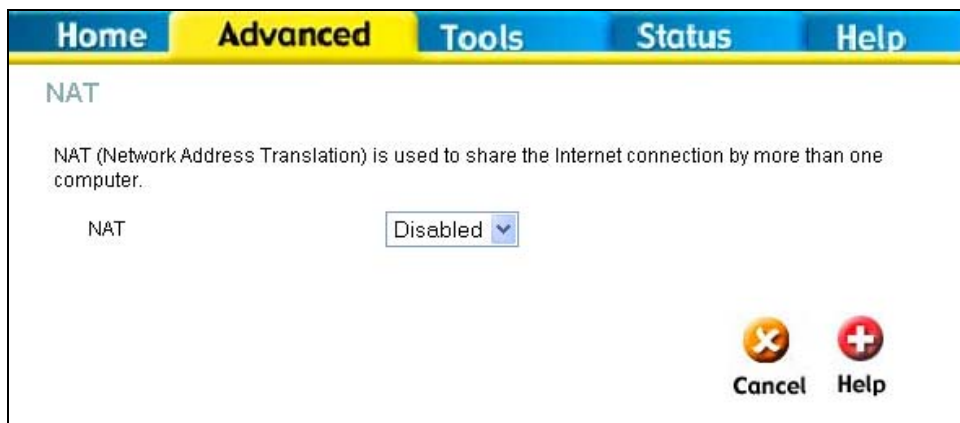 Home Advanced Tools Status Help
NAT
NAT (Network Address Translation) is used to share the Internet connection by more than one
computer.
NAT Disabled
Cancel Help